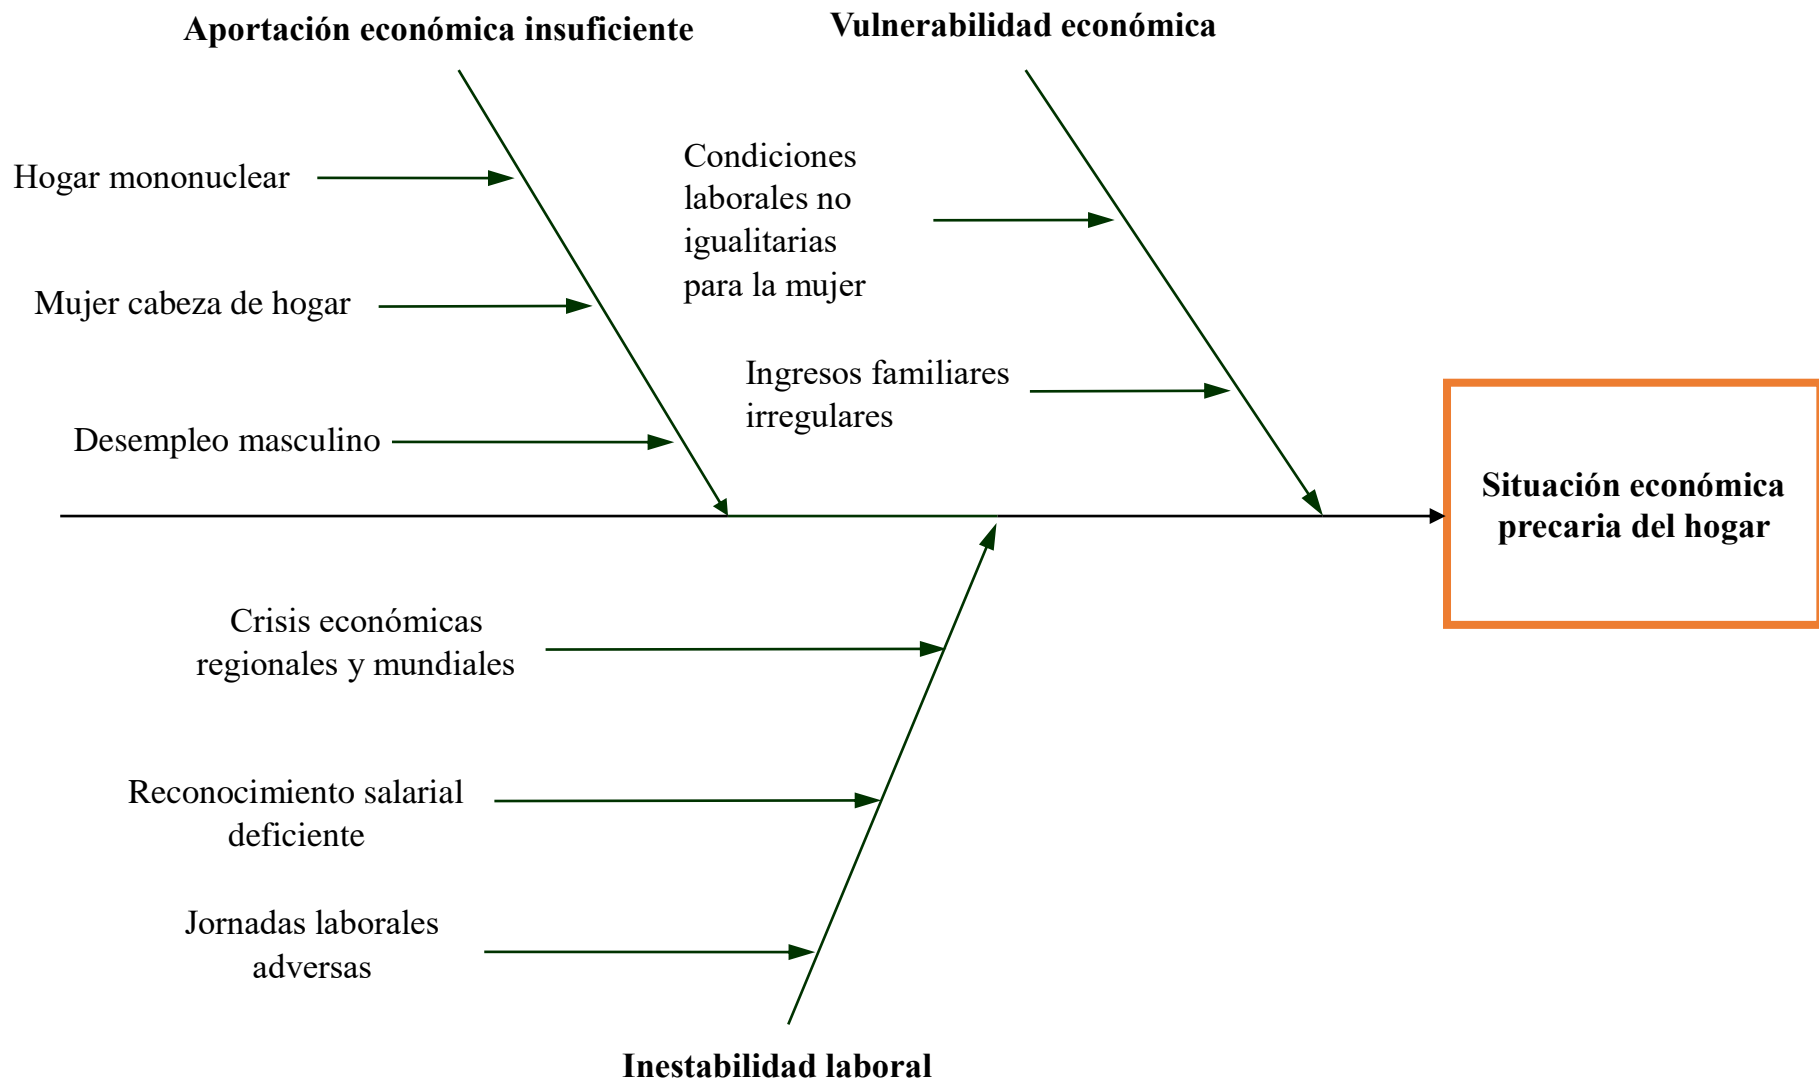 Aportación económica insuficiente
Vulnerabilidad económica
Hogar mononuclear
Mujer cabeza de hogar
Desempleo masculino
Condiciones
laborales no
igualitarias
para la mujer
Ingresos familiares
irregulares
Situación económica
precaria del hogar
Crisis económicas
regionales y mundiales
Reconocimiento salarial
deficiente
Jornadas laborales
adversas
Inestabilidad laboral